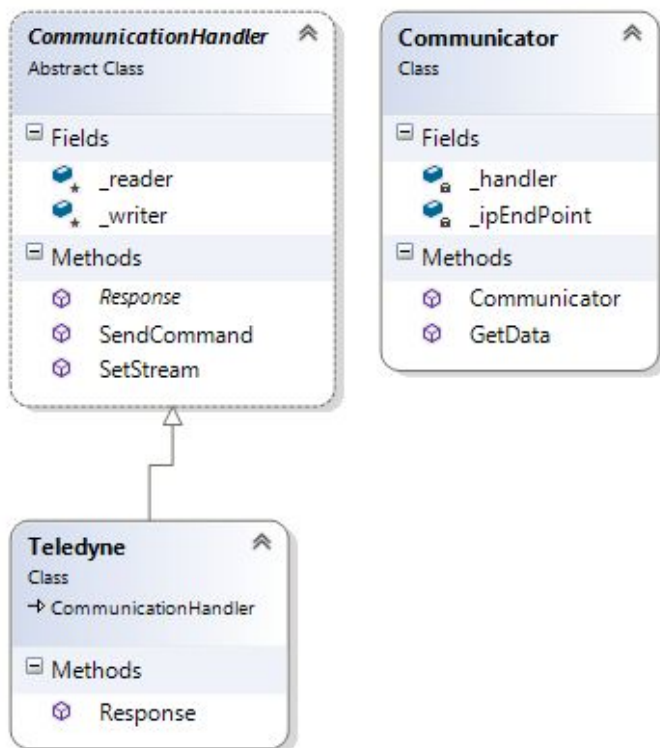 CommunicationHandler
Abstract Class
Fields
_reader
_writer
Methods
Response
SendCommand
SetStream
Communicator
Class
Fields
_handler
_ipEndPoint
Methods
Communicator
GetData
Teledyne
Class
CommunicationHandler
Methods
Response